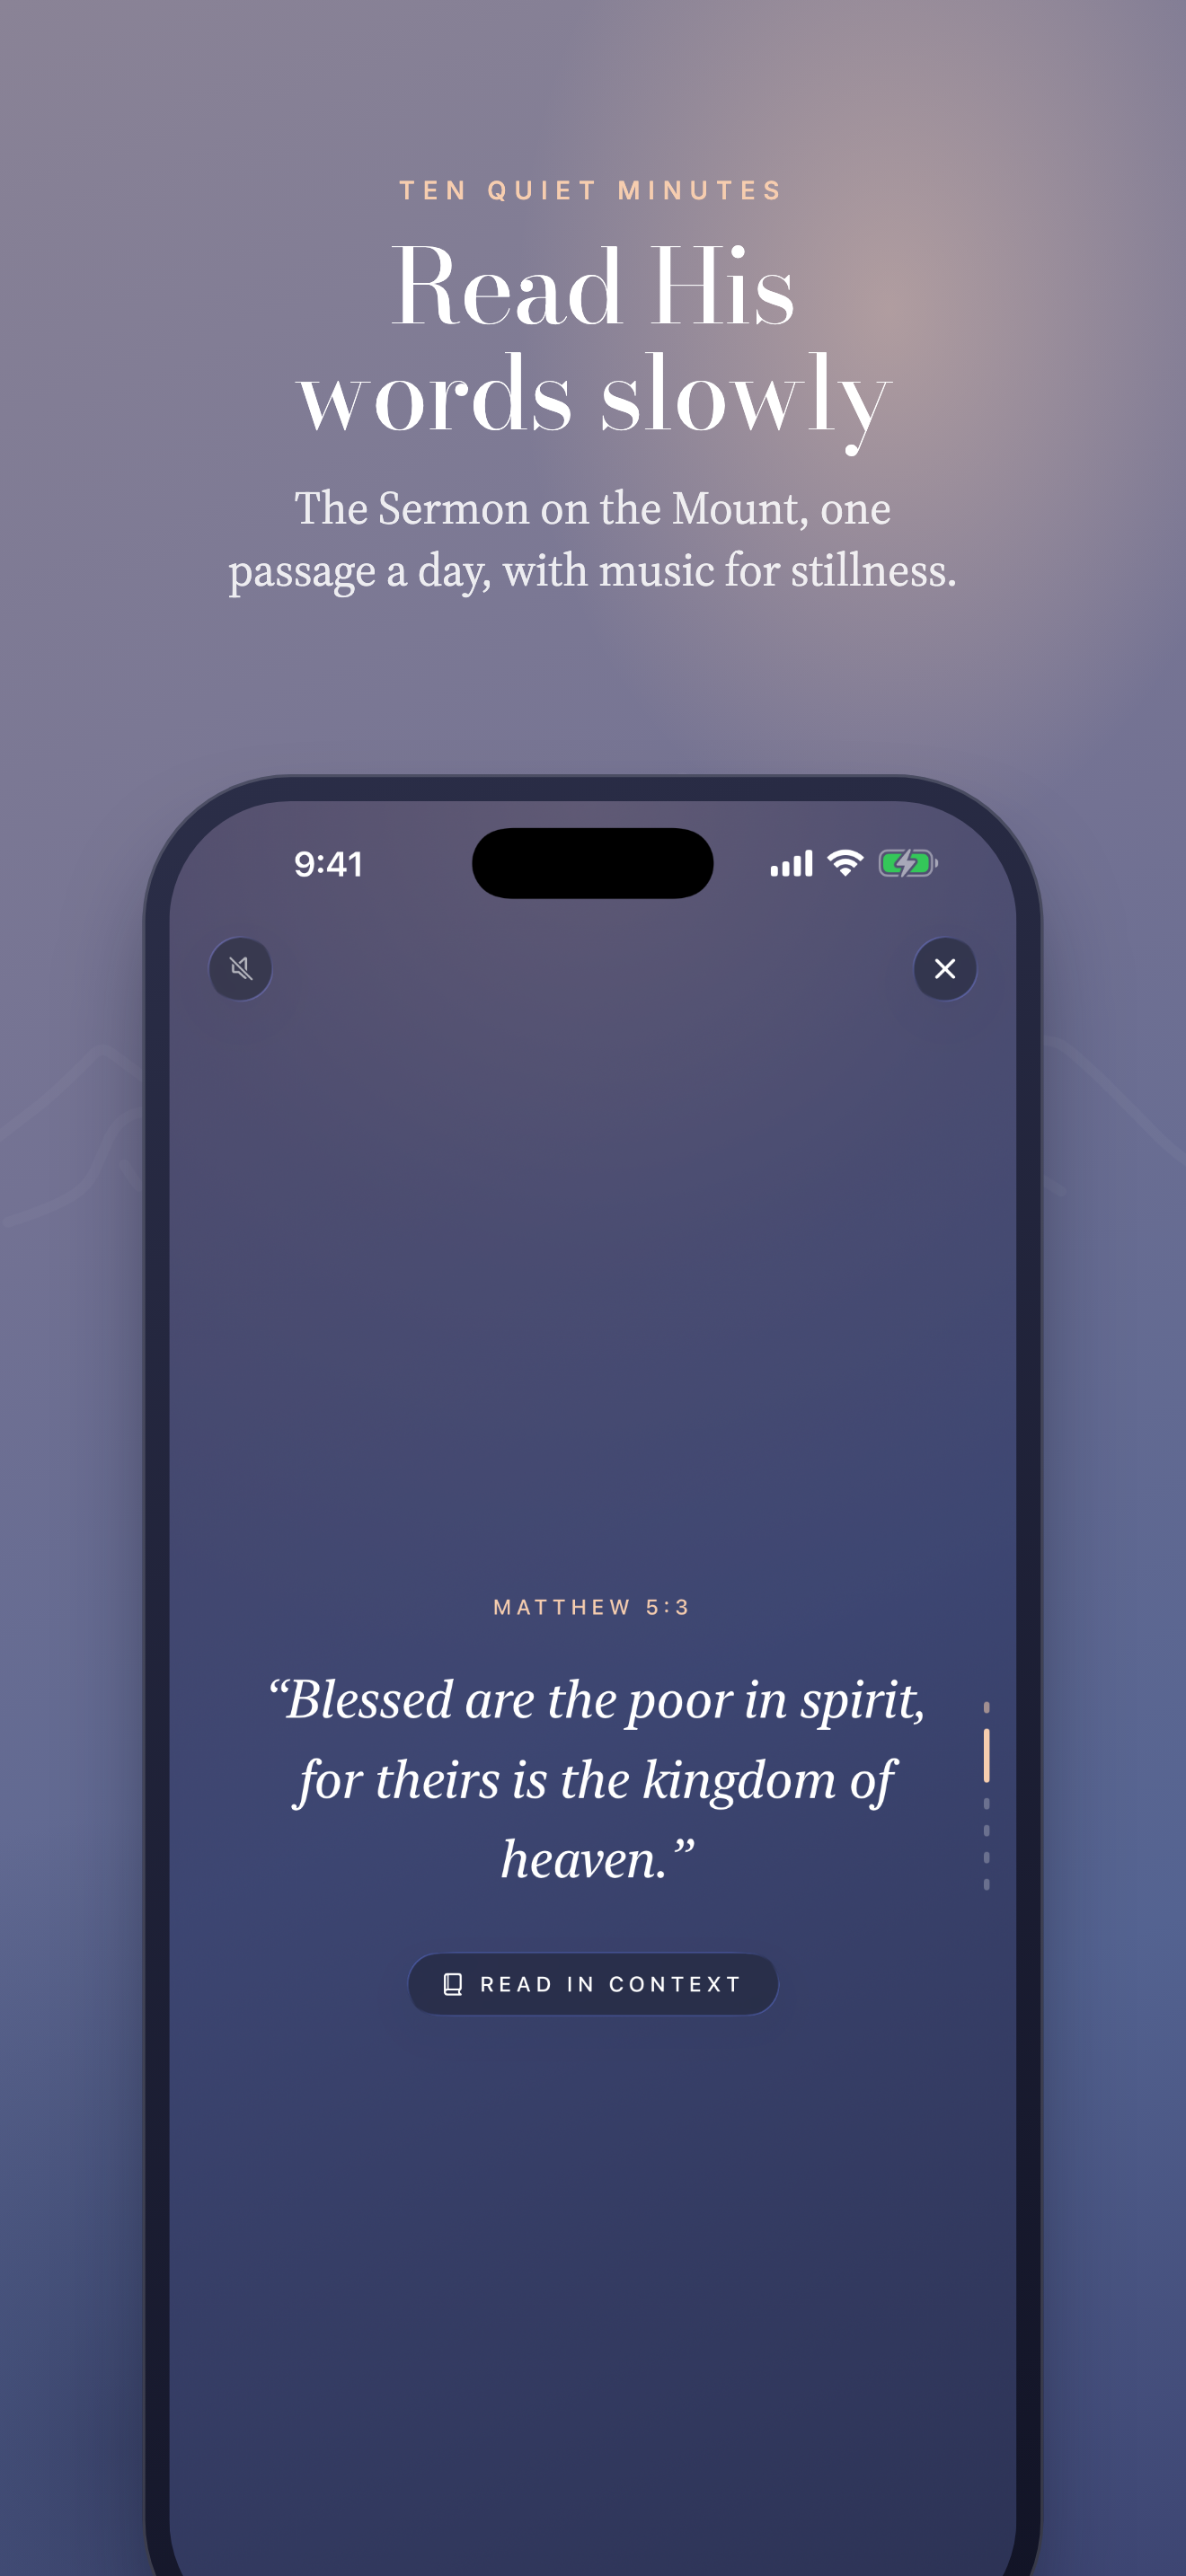 TEN QUIET MINUTES
Read His
words slowly
The Sermon on the Mount, one
passage a day, with music for stillness.
9:41
MATTHEW 5:3
“Blessed are the poor in spirit,
for theirs is the kingdom of
heaven.”
READ IN CONTEXT